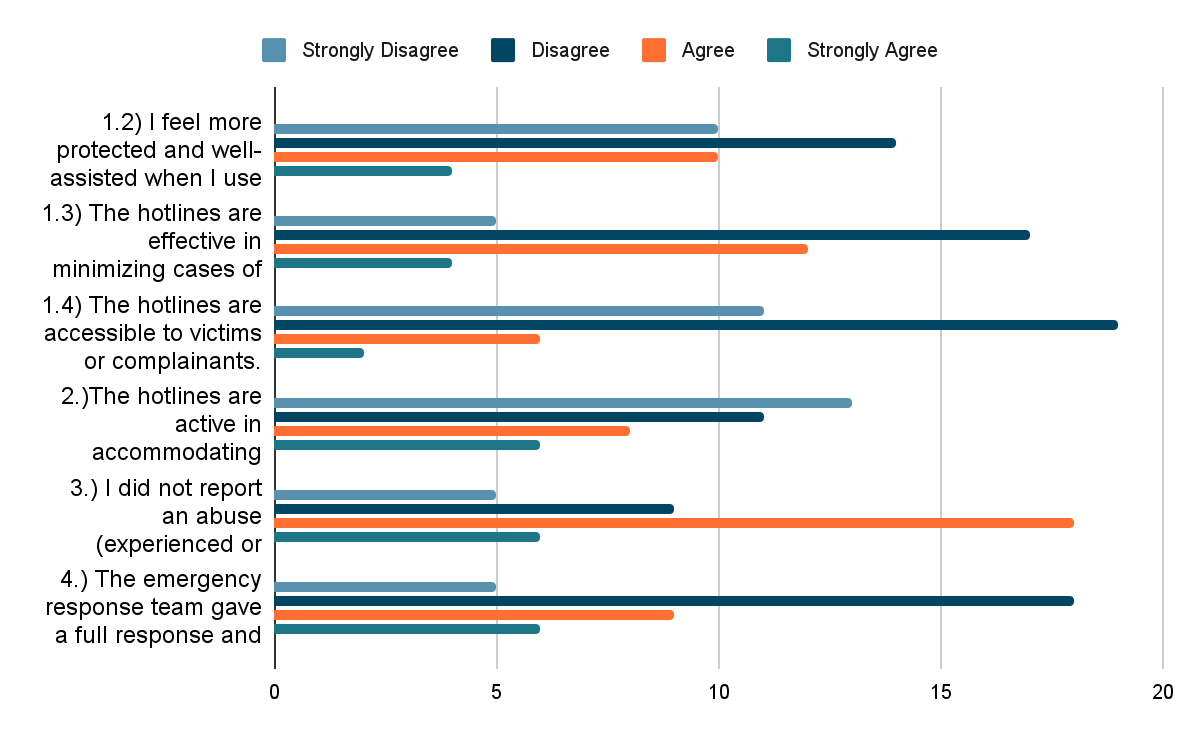 Strongly Disagree Disagree Agree Strongly Agree
1.2) I feel more
protected and well-
assisted when I use
1.3) The hotlines are
effective in
minimizing cases of
1.4) The hotlines are
accessible to victims
or complainants.
2.)The hotlines are
active in
accommodating
3.) I did not report
an abuse
(experienced or
4.) The emergency
response team gave
a full response and
0 5 10 15 20